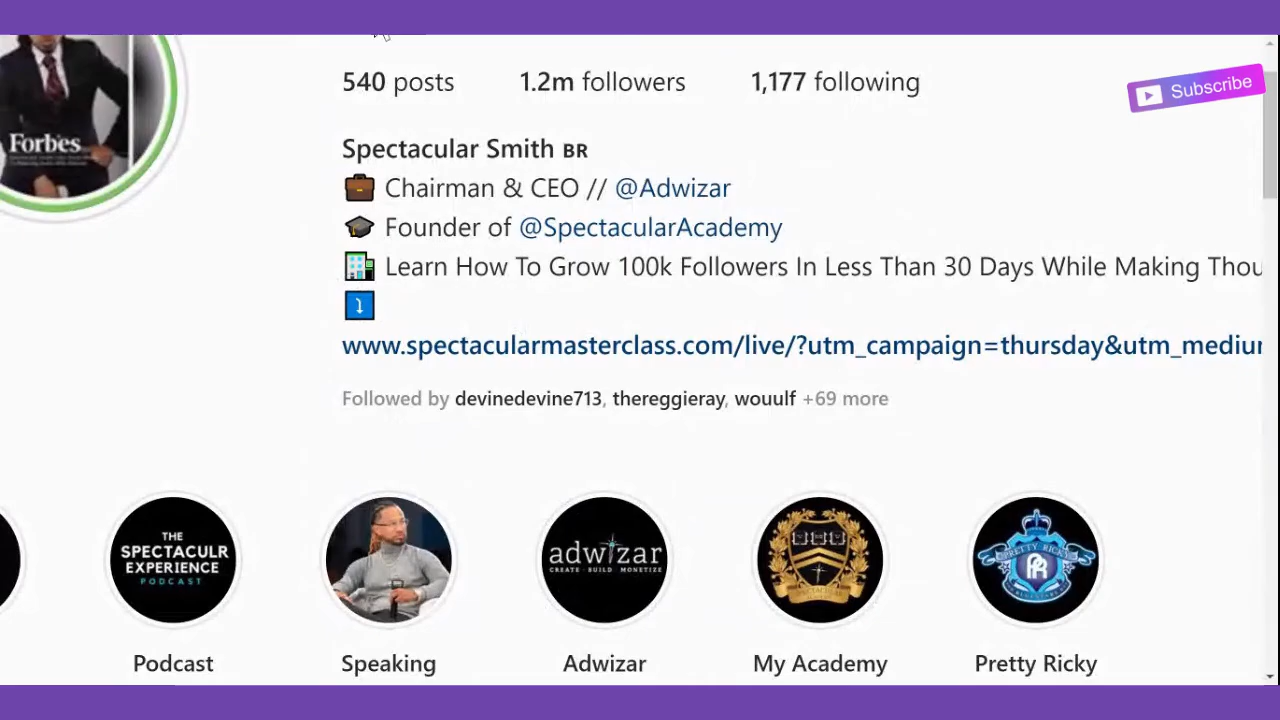 540 posts 1.2m followers 1,177 following
Subscribe
Forbes
Spectacular Smith BR
Chairman & CEO // @Adwizar
Founder of @SpectacularAcademy
Learn How To Grow 100k Followers In Less Than 30 Days While Making Thou
www.spectacularmasterclass.com/live/?utm_campaign=thursday&utm_medium
Followed by devinedevine713, thereggieray, wouulf +69 more
THE
SPECTACULR
EXPERIENCE
PODCAST
adwizar
CREATE · BUILD · MONETIZE
PRETTY RICKY
PR
Podcast Speaking Adwizar My Academy Pretty Ricky